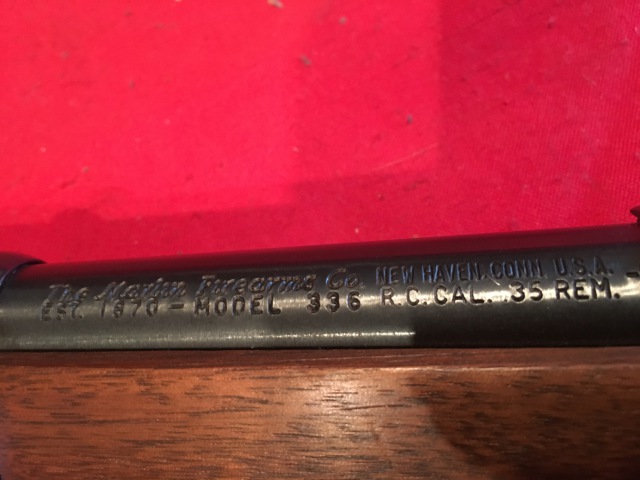 The Marlin Firearms Co. NEW HAVEN. CONN. U.S.A.
EST. 1870 - MODEL 336 R.C. CAL. .35 REM. -